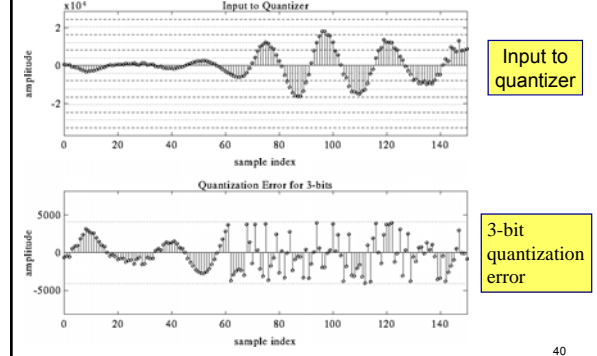 x10⁴
Input to Quantizer
2
0
-2
amplitude
0 20 40 60 80 100 120 140
sample index
Input to
quantizer
Quantization Error for 3-bits
5000
0
-5000
amplitude
0 20 40 60 80 100 120 140
sample index
3-bit
quantization
error
40